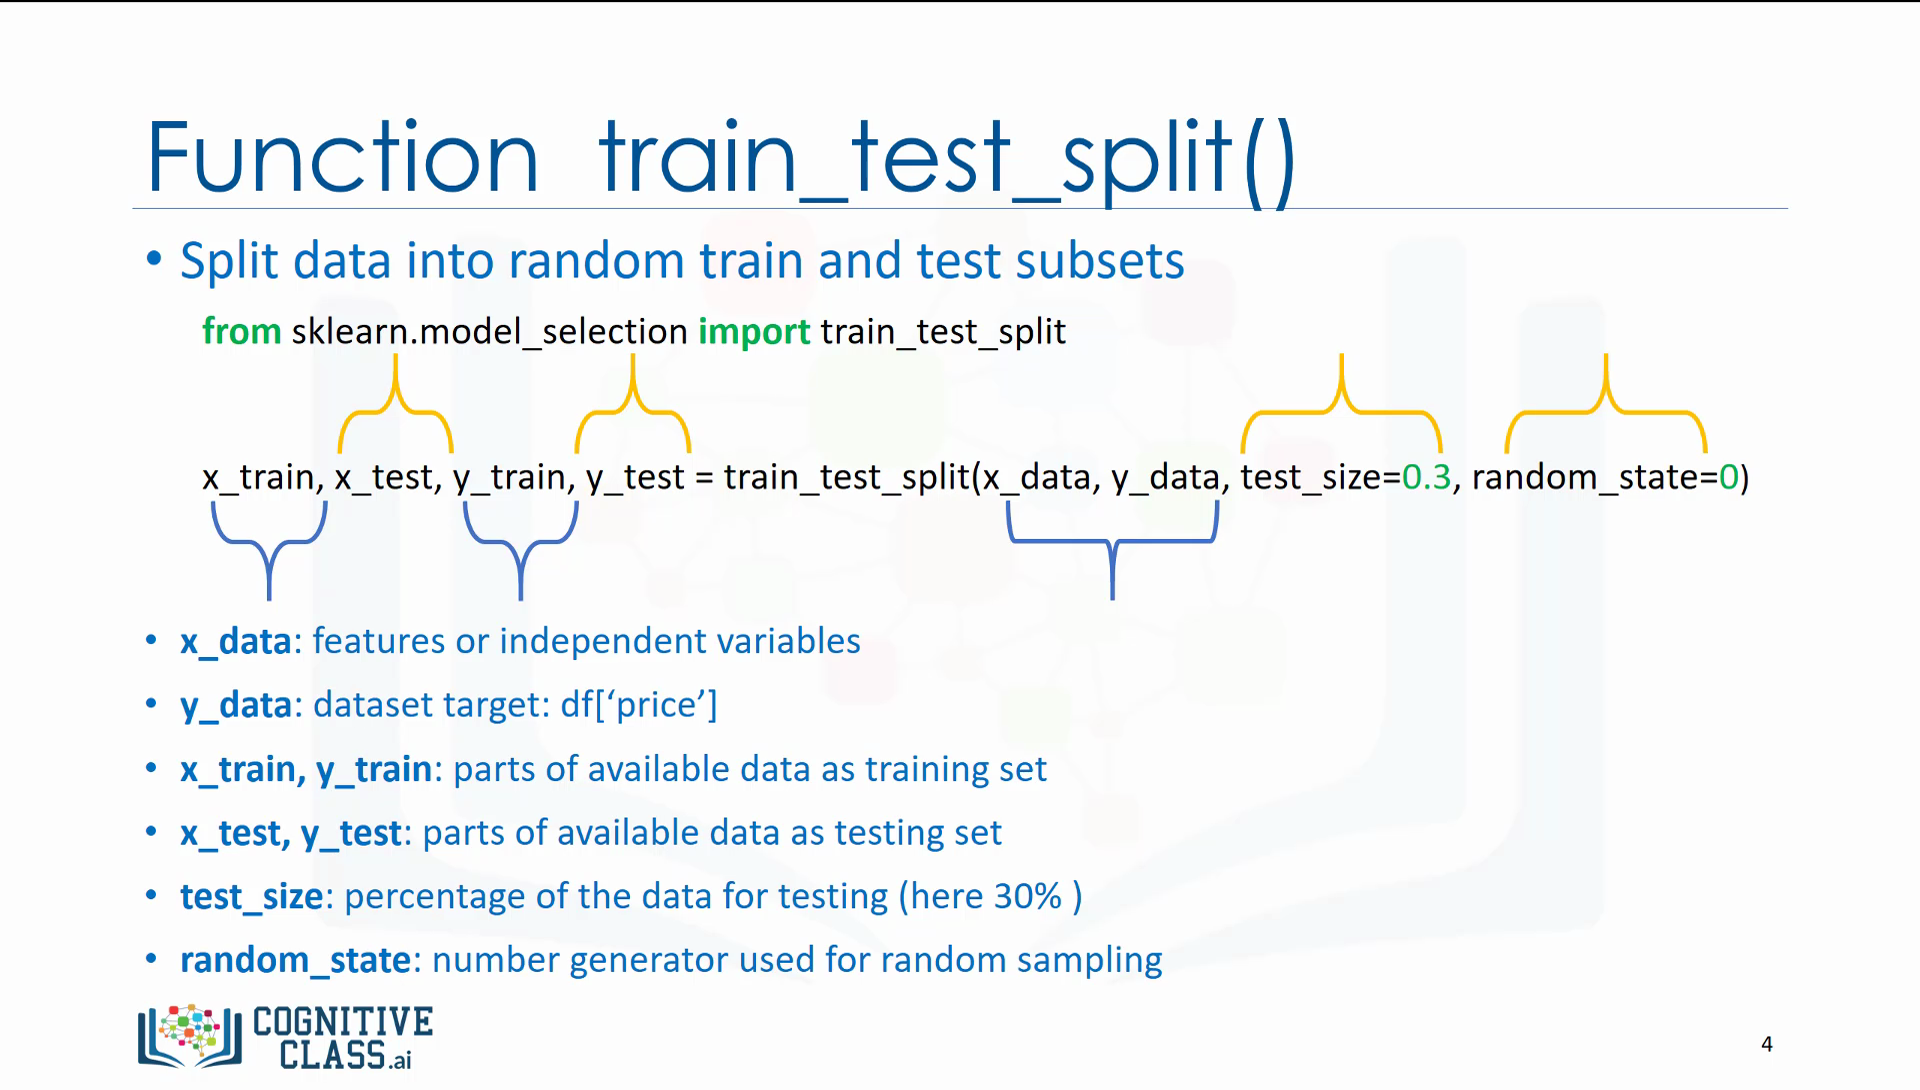 Function train_test_split()
• Split data into random train and test subsets
from sklearn.model_selection import train_test_split
x_train, x_test, y_train, y_test = train_test_split(x_data, y_data, test_size=0.3, random_state=0)
• x_data: features or independent variables
• y_data: dataset target: df[‘price’]
• x_train, y_train: parts of available data as training set
• x_test, y_test: parts of available data as testing set
• test_size: percentage of the data for testing (here 30% )
• random_state: number generator used for random sampling
COGNITIVE
CLASS.ai
4